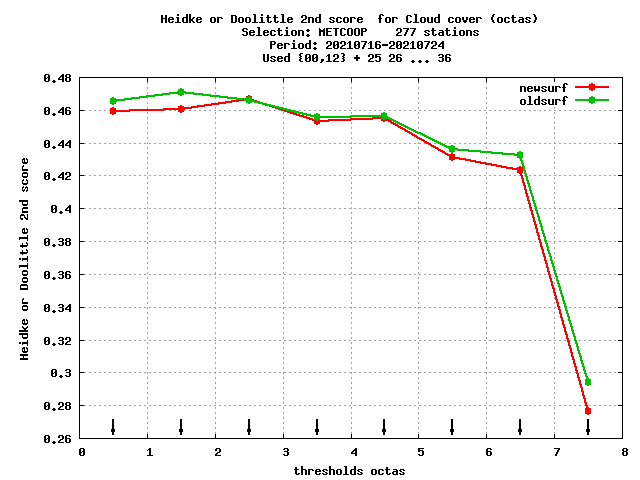 Heidke or Doolittle 2nd score  for Cloud cover (octas)
Selection: METCOOP    277 stations
Period: 20210716-20210724
Used {00,12} + 25 26 ... 36
newsurf
oldsurf
Heidke or Doolittle 2nd score
0.48
0.46
0.44
0.42
0.4
0.38
0.36
0.34
0.32
0.3
0.28
0.26
0 1 2 3 4 5 6 7 8
thresholds octas